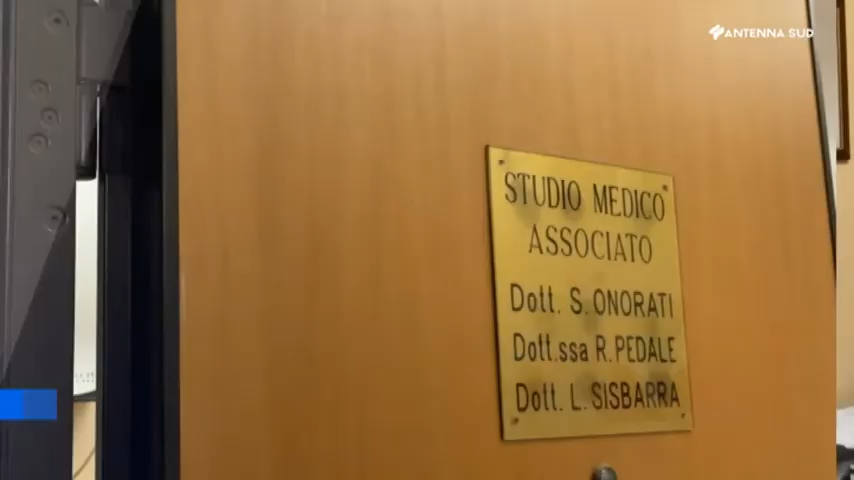 ANTENNA SUD
STUDIO MEDICO
ASSOCIATO
Dott. S. ONORATI
Dott.ssa R. PEDALE
Dott. L. SISBARRA